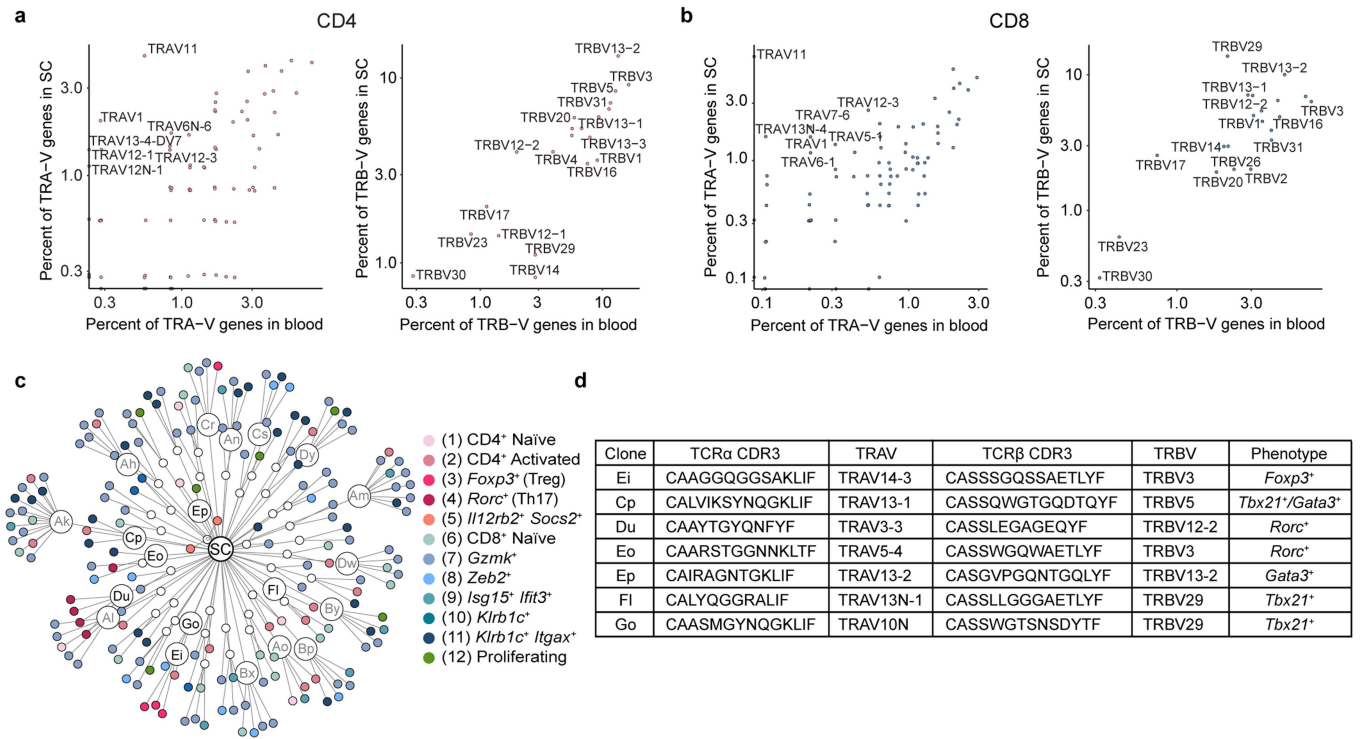 a
CD4
b
CD8
Percent of TRA−V genes in SC
3.0
1.0
0.3
TRAV11
TRAV1
TRAV6N-6
TRAV13-4-DV7
TRAV12-1
TRAV12-3
TRAV12N-1
0.3
1.0
3.0
Percent of TRA−V genes in blood
Percent of TRB−V genes in SC
10
3.0
1.0
TRBV13−2
TRBV3
TRBV5
TRBV31
TRBV20
TRBV13−1
TRBV12−2
TRBV13−3
TRBV4
TRBV1
TRBV16
TRBV17
TRBV23
TRBV12−1
TRBV29
TRBV30
TRBV14
0.3
1.0
3
10
Percent of TRB−V genes in blood
Percent of TRA−V genes in SC
3.0
1.0
0.3
0.1
TRAV11
TRAV12-3
TRAV7-6
TRAV13N-4
TRAV5-1
TRAV1
TRAV6-1
0.1
0.3
1.0
3.0
Percent of TRA−V genes in blood
Percent of TRB−V genes in SC
10
3.0
1.0
0.3
TRBV29
TRBV13−2
TRBV13−1
TRBV12−2
TRBV3
TRBV1
TRBV16
TRBV14
TRBV31
TRBV17
TRBV26
TRBV20
TRBV2
TRBV23
TRBV30
0.3
1.0
3.0
Percent of TRB−V genes in blood
c
Cr
An
Cs
Dy
Ah
Am
Ep
Ak
Cp
Eo
SC
Dw
Du
Fl
Al
By
Go
Ei
Ao
Bp
Bx
(1) CD4⁺ Naïve
(2) CD4⁺ Activated
(3) Foxp3⁺ (Treg)
(4) Rorc⁺ (Th17)
(5) Il12rb2⁺ Socs2⁺
(6) CD8⁺ Naïve
(7) Gzmk⁺
(8) Zeb2⁺
(9) Isg15⁺ Ifit3⁺
(10) Klrb1c⁺
(11) Klrb1c⁺ Itgax⁺
(12) Proliferating
d
Clone TCRα CDR3 TRAV TCRβ CDR3 TRBV Phenotype
Ei CAAGGQGGSAKLIF TRAV14-3 CASSSGQSSAETLYF TRBV3 Foxp3⁺
Cp CALVIKSYNQGKLIF TRAV13-1 CASSQWGTGQDTQYF TRBV5 Tbx21⁺/Gata3⁺
Du CAAYTGYQNFYF TRAV3-3 CASSLEGAGEQYF TRBV12-2 Rorc⁺
Eo CAARSTGGNNKLTF TRAV5-4 CASSWGQWAETLYF TRBV3 Rorc⁺
Ep CAIRAGNTGKLIF TRAV13-2 CASGVPGQNTGQLYF TRBV13-2 Gata3⁺
Fl CALYQGGRALIF TRAV13N-1 CASSLLGGGAETLYF TRBV29 Tbx21⁺
Go CAASMGYNQGKLIF TRAV10N CASSWGTSNSDYTF TRBV29 Tbx21⁺